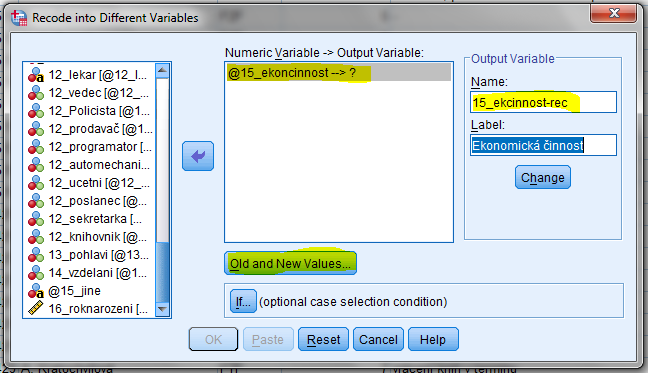 Recode into Different Variables
12_lekar [@12_l...
12_vedec [@12_...
12_Policista [@1...
12_prodavač [@1...
12_programator [...
12_automechani...
12_ucetni [@12_...
12_poslanec [@...
12_sekretarka [...
12_knihovnik [@...
13_pohlavi [@13...
14_vzdelani [@1...
@15_jine
16_roknarozeni [...
Numeric Variable -> Output Variable:
@15_ekoncinnost --> ?
Output Variable
Name:
15_ekcinnost-rec
Label:
Ekonomická činnost
Change
Old and New Values...
If... (optional case selection condition)
OK Paste Reset Cancel Help